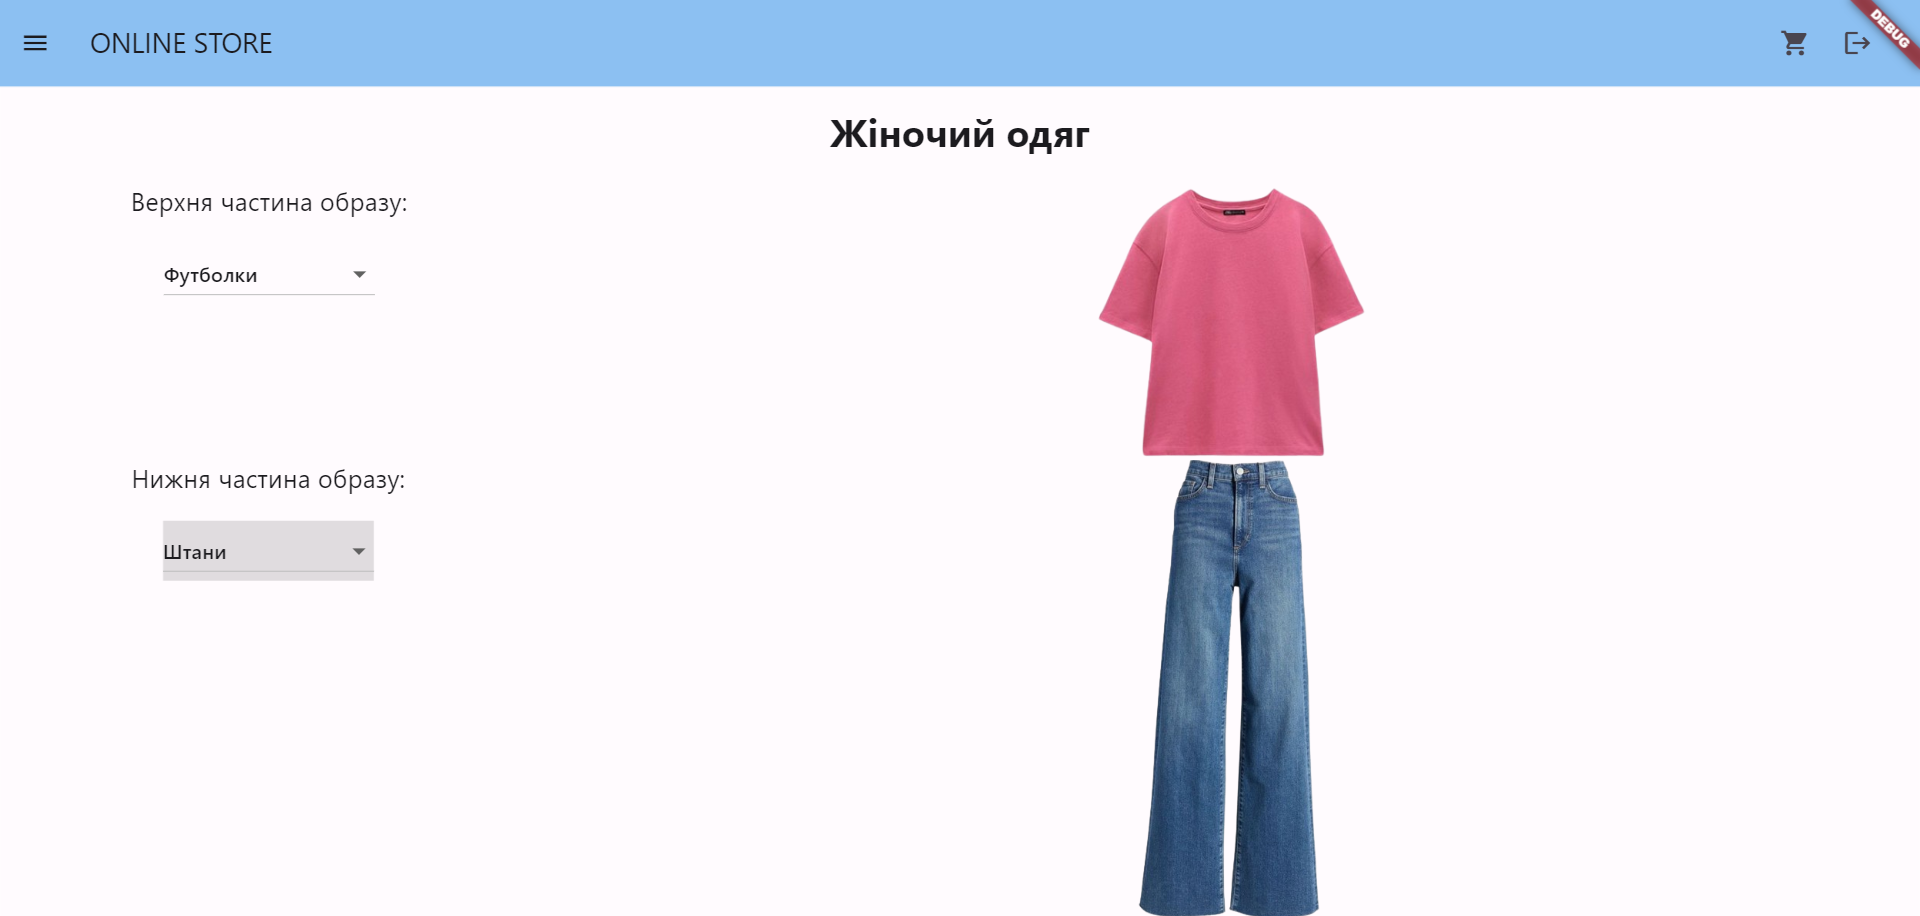 ONLINE STORE
DEBUG
Жіночий одяг
Верхня частина образу:
Футболки
Нижня частина образу:
Штани